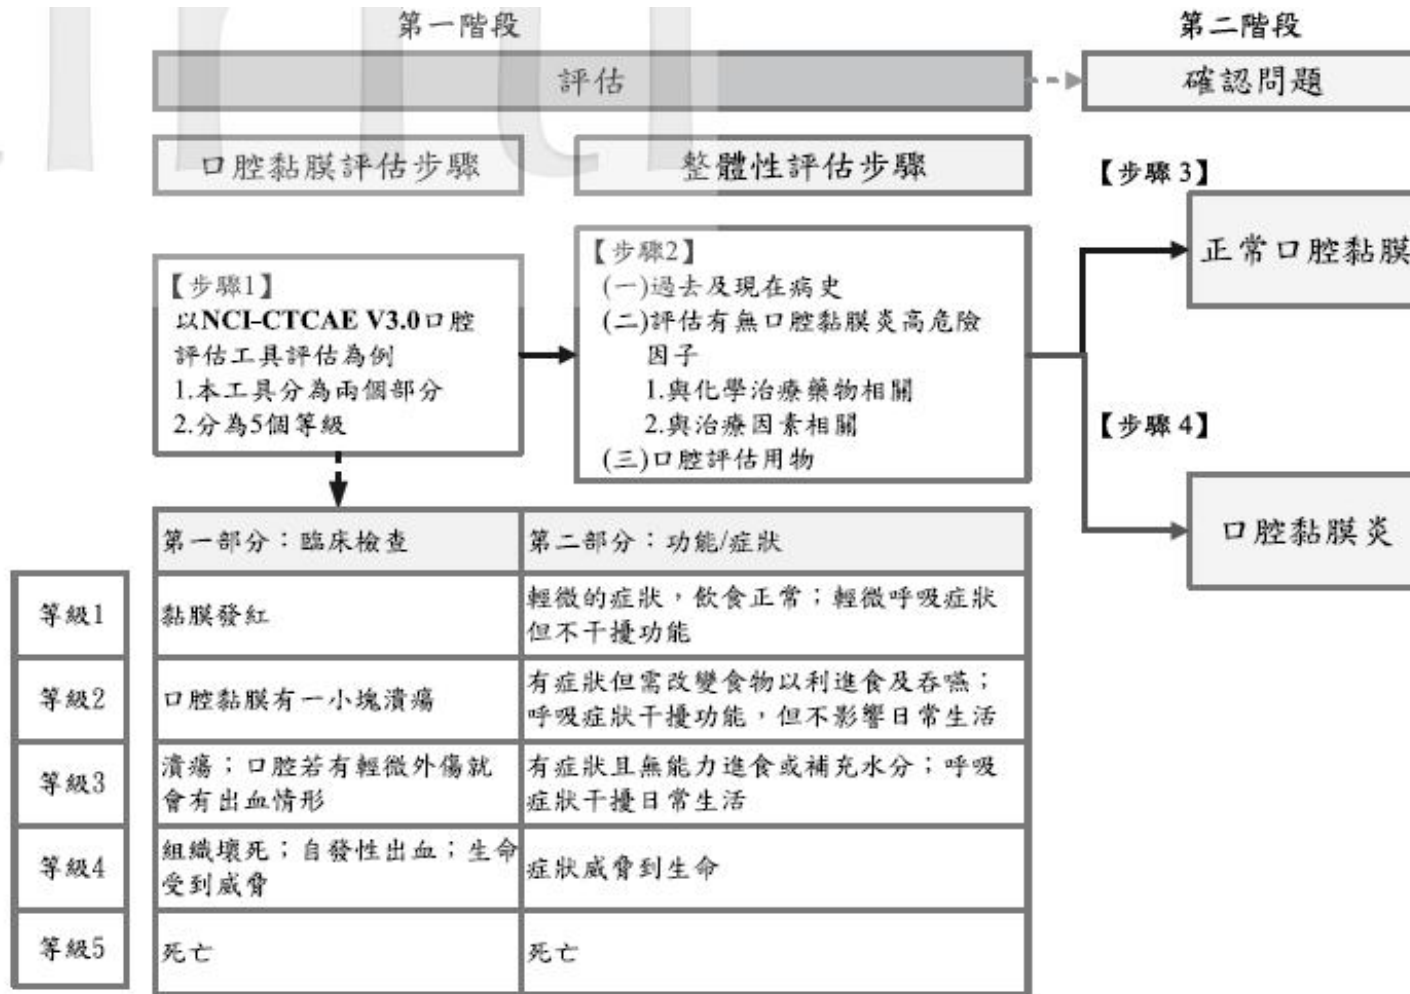 第一階段
第二階段
評估
確認問題
口腔黏膜評估步驟
整體性評估步驟
【步驟1】
以NCI-CTCAE V3.0口腔
評估工具評估為例
1.本工具分為兩個部分
2.分為5個等級
【步驟2】
(一)過去及現在病史
(二)評估有無口腔黏膜炎高危險
因子
1.與化學治療藥物相關
2.與治療因素相關
(三)口腔評估用物
【步驟 3】
正常口腔黏膜
【步驟 4】
口腔黏膜炎
第一部分：臨床檢查
第二部分：功能/症狀
等級1
黏膜發紅
輕微的症狀，飲食正常；輕微呼吸症狀
但不干擾功能
等級2
口腔黏膜有一小塊潰瘍
有症狀但需改變食物以利進食及吞嚥；
呼吸症狀干擾功能，但不影響日常生活
等級3
潰瘍；口腔若有輕微外傷就
會有出血情形
有症狀且無能力進食或補充水分；呼吸
症狀干擾日常生活
等級4
組織壞死；自發性出血；生命
受到威脅
症狀威脅到生命
等級5
死亡
死亡